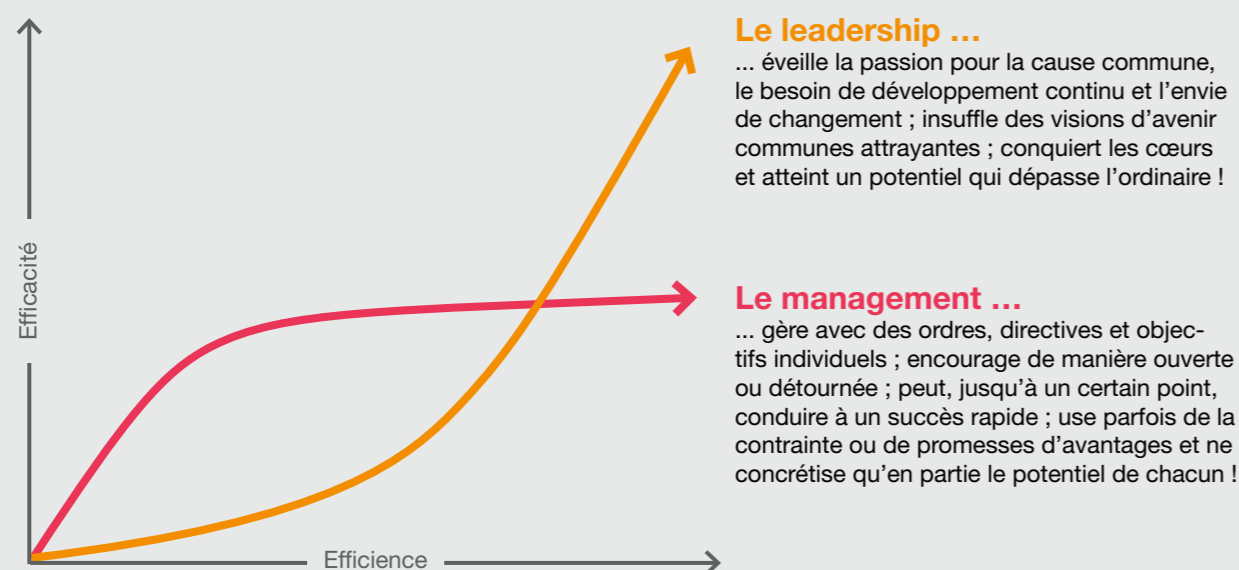 Le leadership ...
... éveille la passion pour la cause commune,
le besoin de développement continu et l’envie
de changement ; insuffle des visions d’avenir
communes attrayantes ; conquiert les cœurs
et atteint un potentiel qui dépasse l’ordinaire !
Efficacité
Le management ...
... gère avec des ordres, directives et objec-
tifs individuels ; encourage de manière ouverte
ou détournée ; peut, jusqu’à un certain point,
conduire à un succès rapide ; use parfois de la
contrainte ou de promesses d’avantages et ne
concrétise qu’en partie le potentiel de chacun !
Efficience